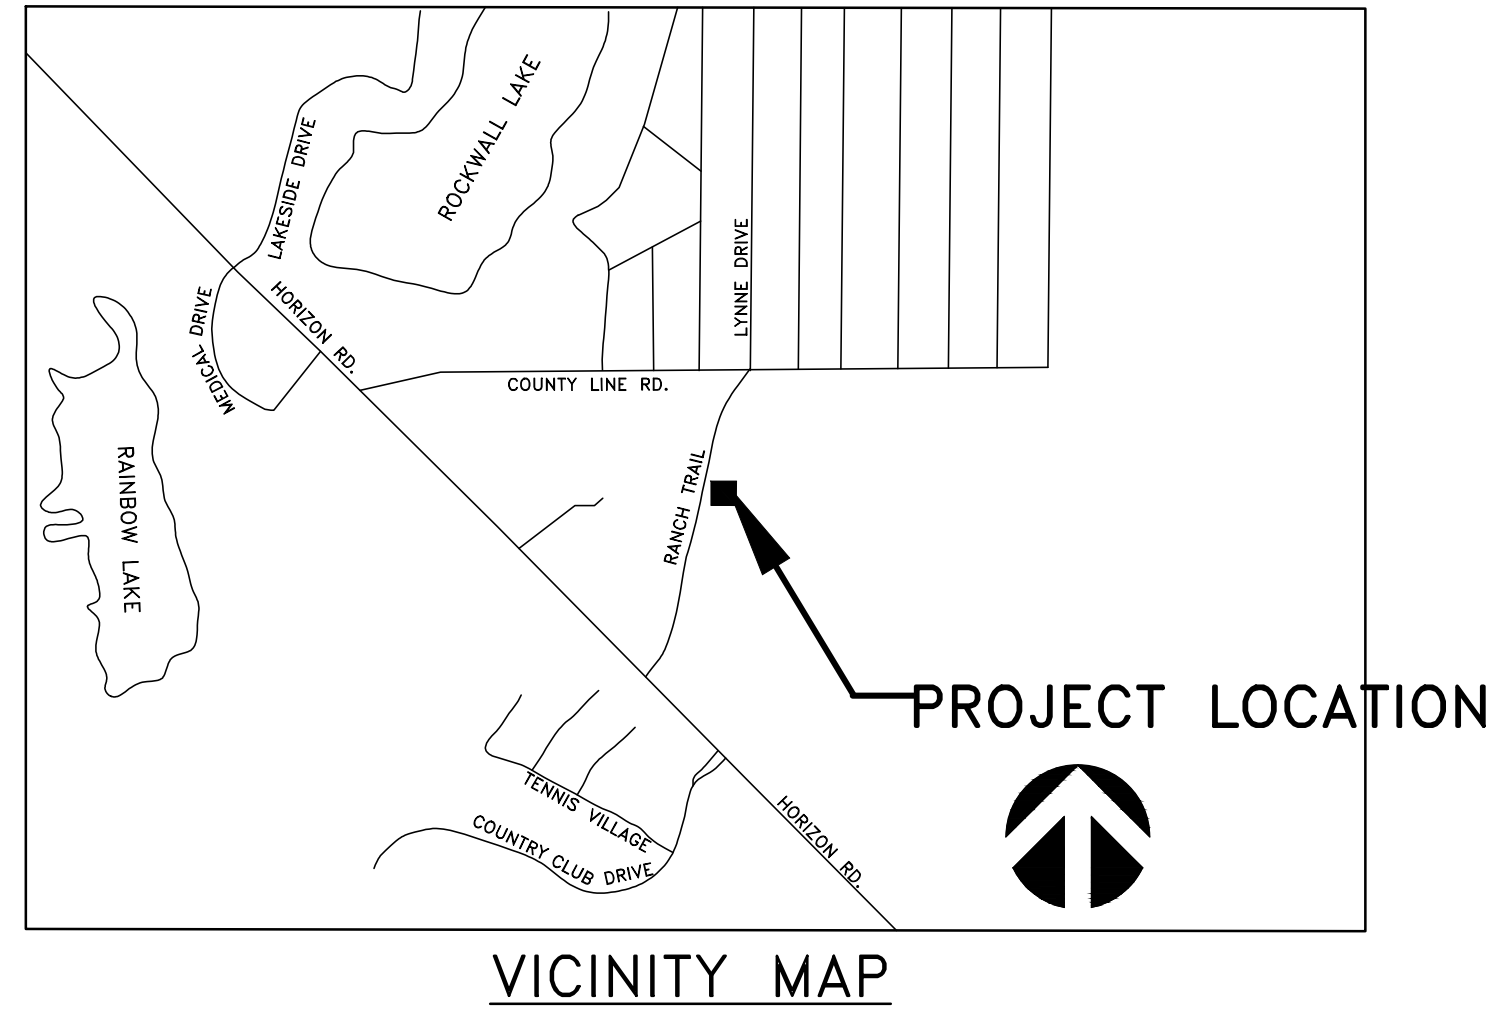 ROCKWALL LAKE
LAKESIDE DRIVE
LYNNE DRIVE
MEDICAL DRIVE
HORIZON RD.
COUNTY LINE RD.
RAINBOW LAKE
RANCH TRAIL
PROJECT LOCATION
TENNIS VILLAGE
COUNTRY CLUB DRIVE
HORIZON RD.
VICINITY MAP